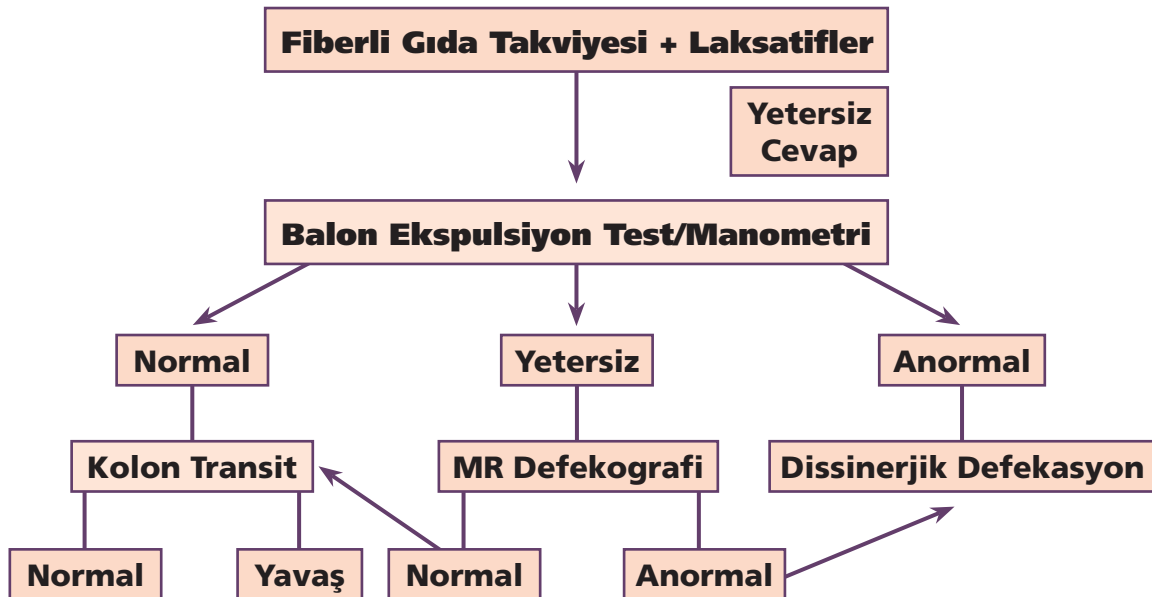 Fiberli Gıda Takviyesi + Laksatifler
Yetersiz
Cevap
Balon Ekspulsiyon Test/Manometri
Normal
Yetersiz
Anormal
Kolon Transit
MR Defekografi
Dissinerjik Defekasyon
Normal
Yavaş
Normal
Anormal